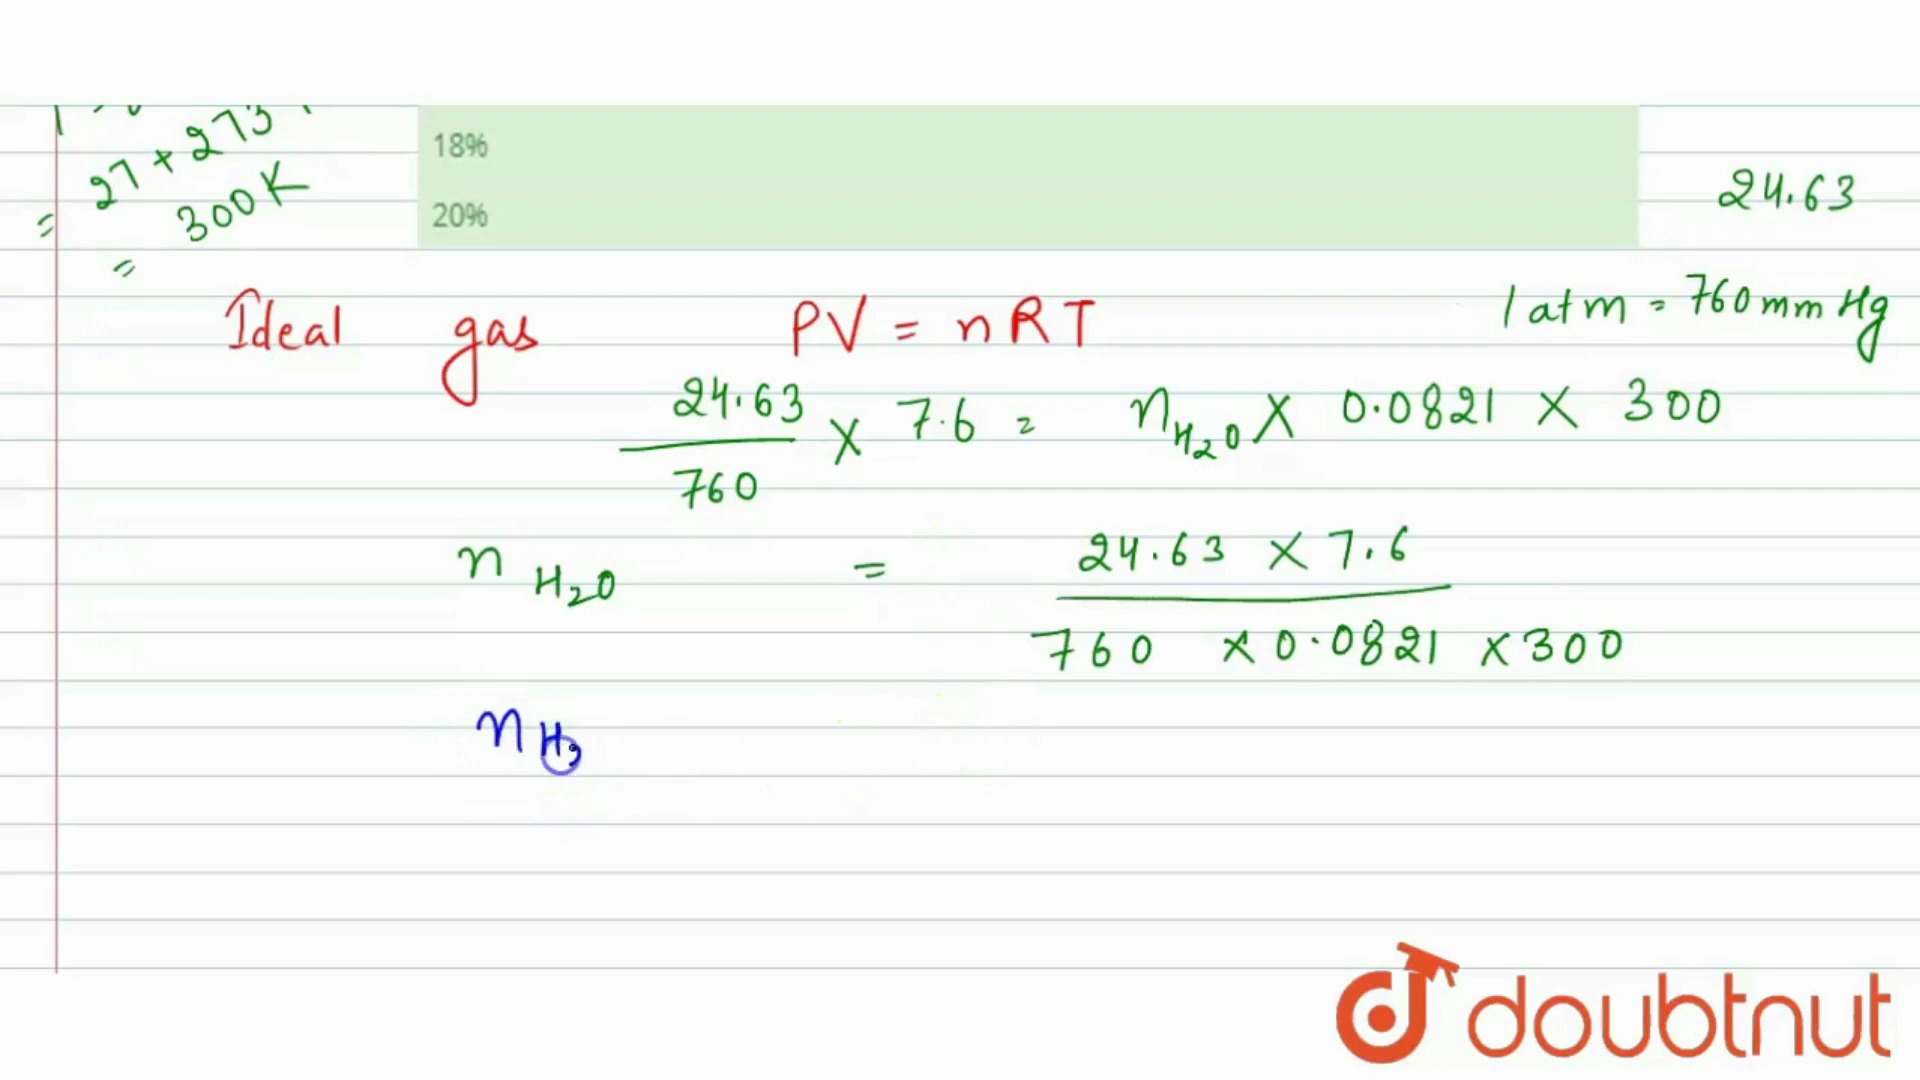 = 27 + 273
= 300 K
18%
20%
24.63
Ideal gas PV = nRT
1 atm = 760 mm Hg
24.63 / 760 × 7.6 = nH₂O × 0.0821 × 300
nH₂O = 24.63 × 7.6 / 760 × 0.0821 × 300
nH₂
doubtnut